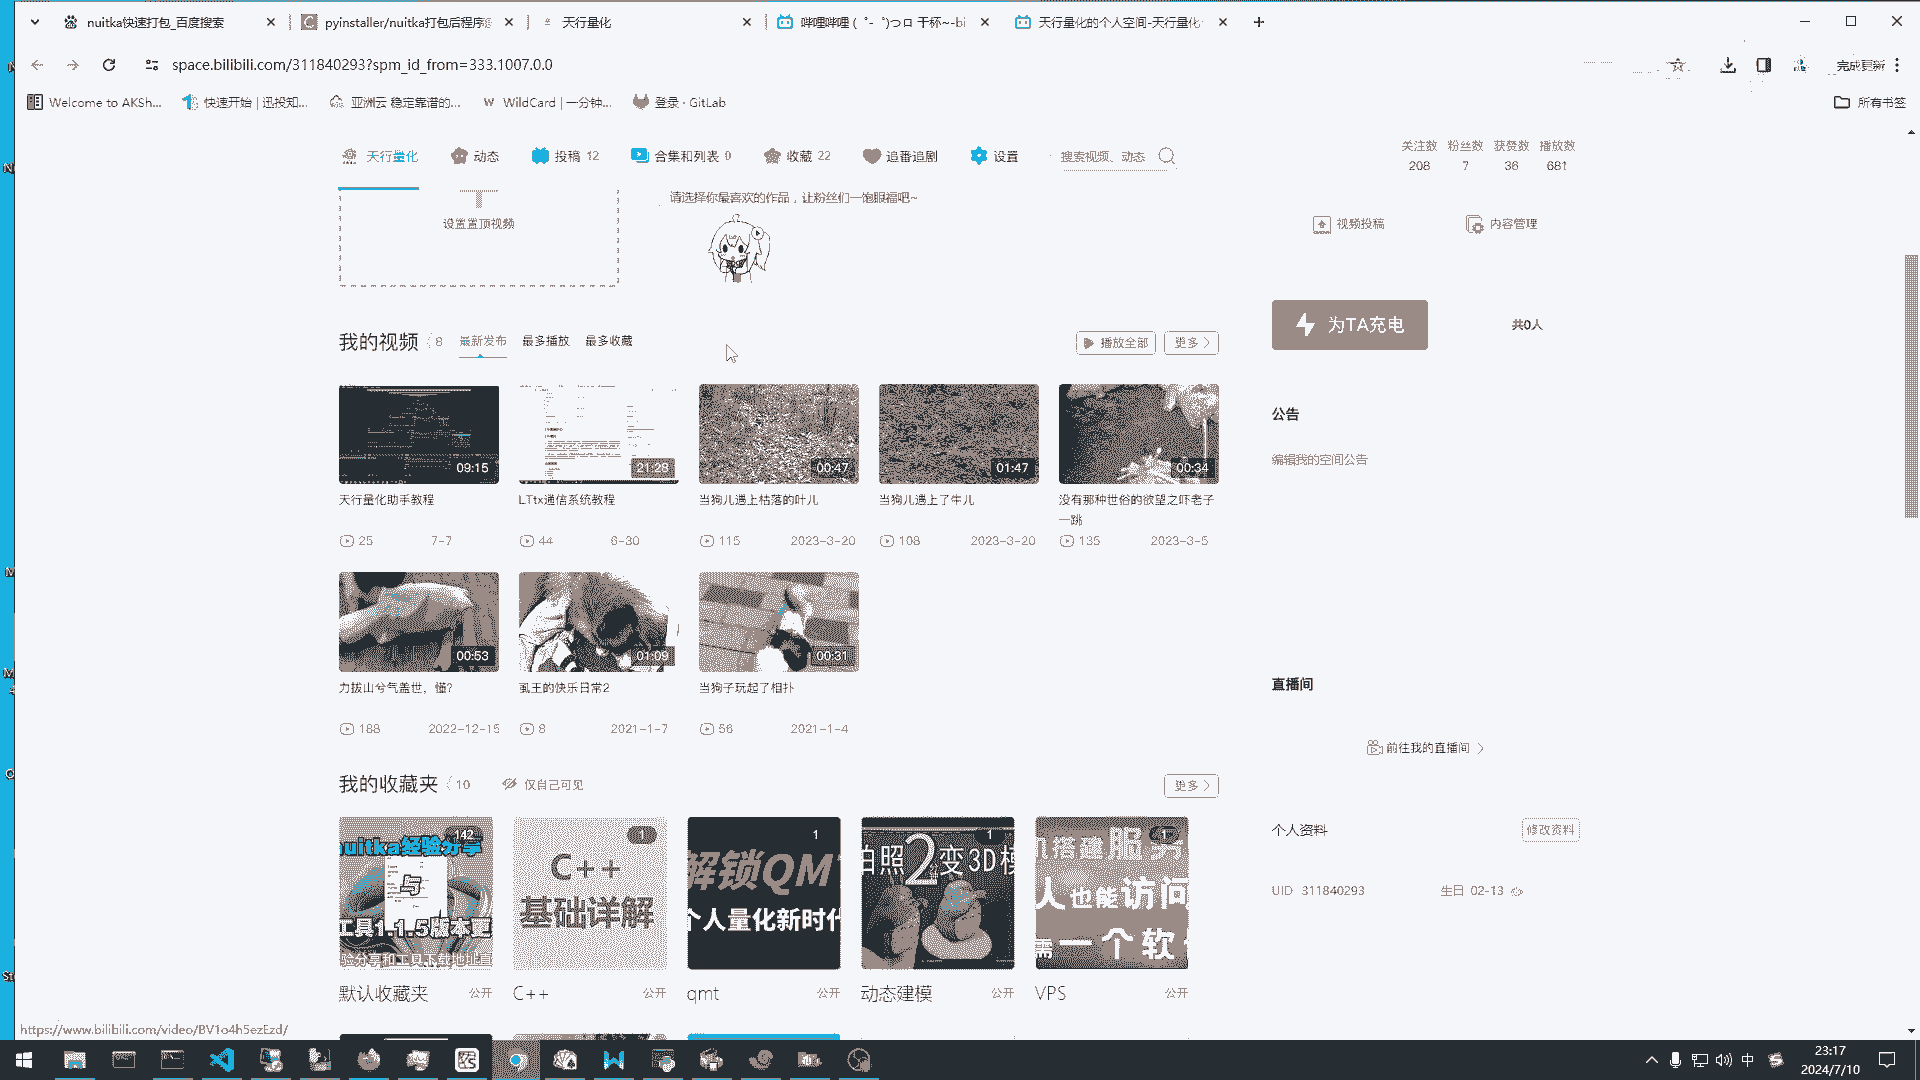 nuitka快速打包_百度搜索
pyinstaller/nuitka打包后程序
天行量化
哔哩哔哩 (゜-゜)つロ 干杯~-bi
天行量化的个人空间-天行量化
space.bilibili.com/311840293?spm_id_from=333.1007.0.0
完成更新
Welcome to AKSh...
快速开始 | 迅投知...
亚洲云 稳定靠谱的...
WildCard | 一分钟...
登录 · GitLab
所有书签
天行量化
动态
投稿 12
合集和列表 0
收藏 22
追番追剧
设置
搜索视频、动态
关注数 粉丝数 获赞数 播放数
208 7 36 681
设置置顶视频
请选择你最喜欢的作品，让粉丝们一饱眼福吧~
视频投稿
内容管理
我的视频 8
最新发布 最多播放 最多收藏
播放全部
更多
为TA充电
共0人
09:15
21:28
00:47
01:47
00:34
天行量化助手教程
LTtx通信系统教程
当狗儿遇上枯落的叶儿
当狗儿遇上了牛儿
没有那种世俗的欲望之吓老子
一跳
25 7-7
44 6-30
115 2023-3-20
108 2023-3-20
135 2023-3-5
公告
编辑我的空间公告
00:53
01:09
00:31
力拔山兮气盖世，懂？
虱王的快乐日常2
当狗子玩起了相扑
188 2022-12-15
8 2021-1-7
56 2021-1-4
直播间
前往我的直播间
我的收藏夹 10
仅自己可见
更多
142
nuitka经验分享
与
工具1.1.5版本更
验分享和工具下载地址直
1
C++
基础详解
1
解锁QMT
个人量化新时代
1
拍照2变3D模
1
机搭建服务
人也能访问
需一个软
默认收藏夹 公开
C++ 公开
qmt 公开
动态建模 公开
VPS 公开
个人资料
修改资料
UID 311840293
生日 02-13
https://www.bilibili.com/video/BV1o4h5ezEzd/
中
23:17
2024/7/10